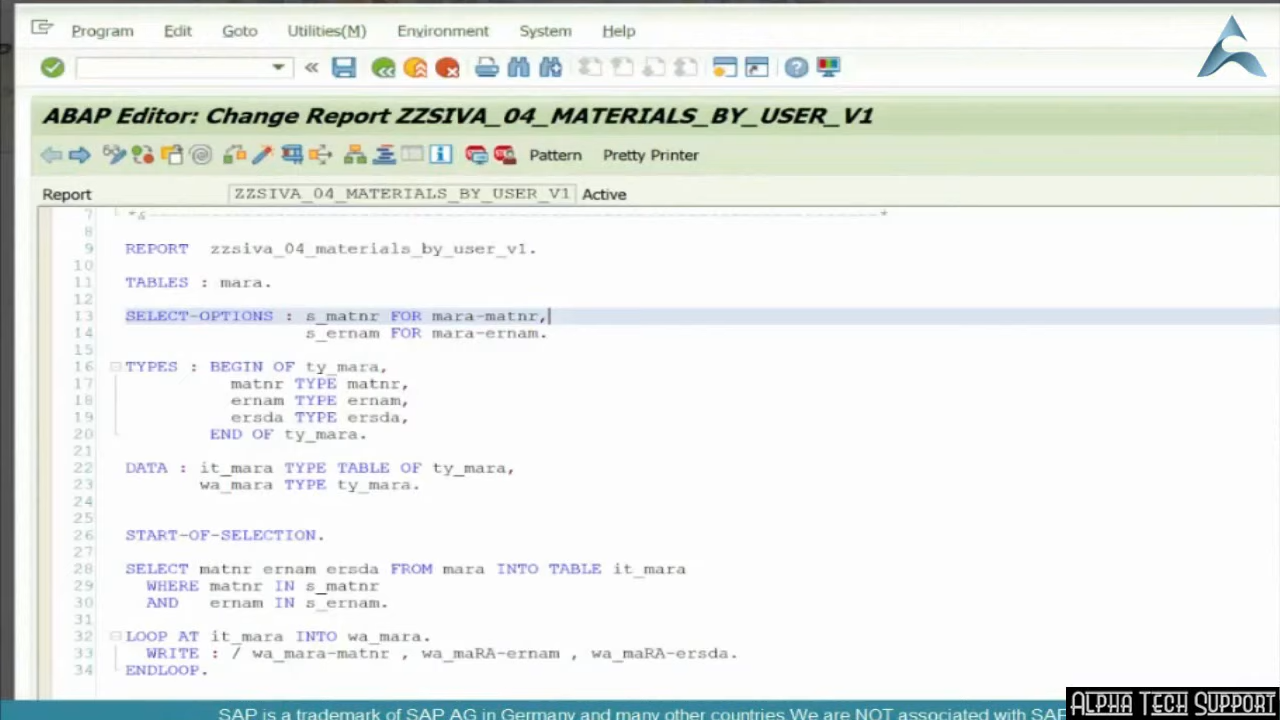 Program Edit Goto Utilities(M) Environment System Help
ABAP Editor: Change Report ZZSIVA_04_MATERIALS_BY_USER_V1
Pattern Pretty Printer
Report ZZSIVA_04_MATERIALS_BY_USER_V1 Active
7 *&---------------------------------------------------------------------*
8
9 REPORT zzsiva_04_materials_by_user_v1.
10
11 TABLES : mara.
12
13 SELECT-OPTIONS : s_matnr FOR mara-matnr,
14 s_ernam FOR mara-ernam.
15
16 TYPES : BEGIN OF ty_mara,
17 matnr TYPE matnr,
18 ernam TYPE ernam,
19 ersda TYPE ersda,
20 END OF ty_mara.
21
22 DATA : it_mara TYPE TABLE OF ty_mara,
23 wa_mara TYPE ty_mara.
24
25
26 START-OF-SELECTION.
27
28 SELECT matnr ernam ersda FROM mara INTO TABLE it_mara
29 WHERE matnr IN s_matnr
30 AND ernam IN s_ernam.
31
32 LOOP AT it_mara INTO wa_mara.
33 WRITE : / wa_mara-matnr , wa_maRA-ernam , wa_maRA-ersda.
34 ENDLOOP.
SAP is a trademark of SAP AG in Germany and many other countries We are NOT associated with SAP
ALPHA TECH SUPPORT